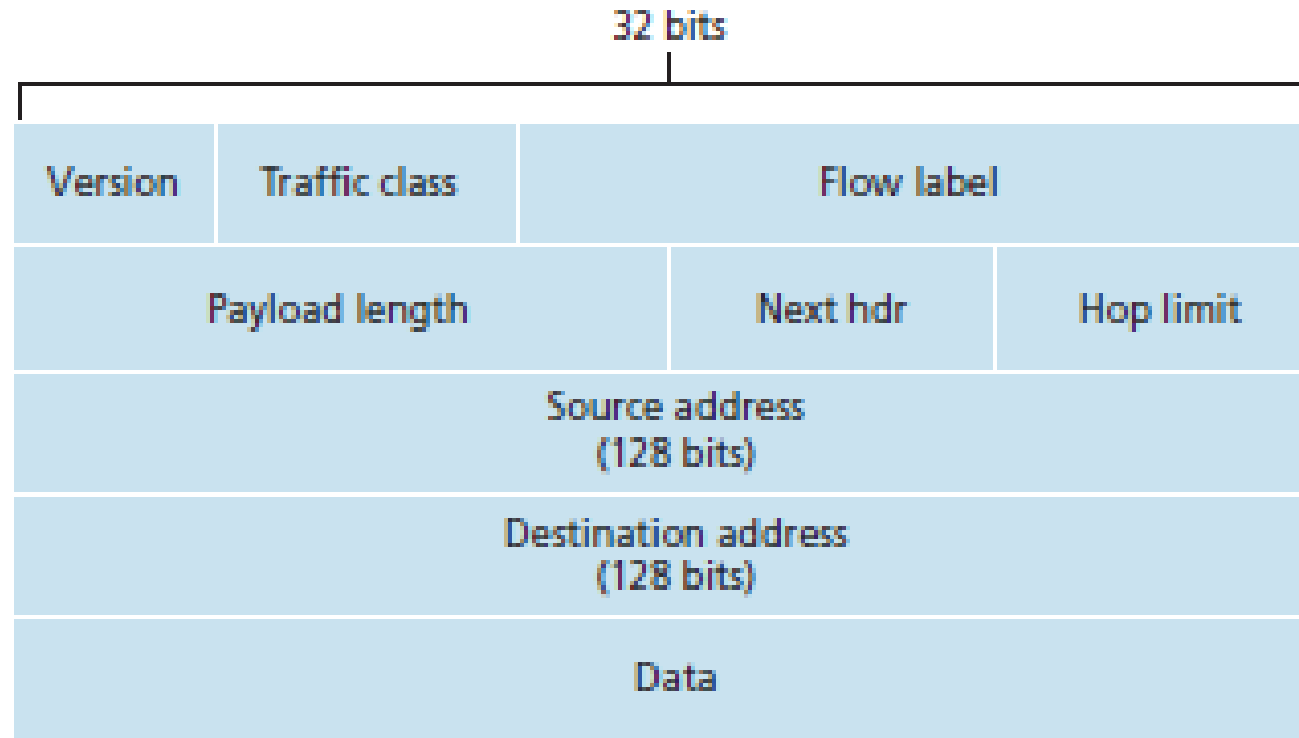 32 bits
Version Traffic class Flow label
Payload length Next hdr Hop limit
Source address
(128 bits)
Destination address
(128 bits)
Data